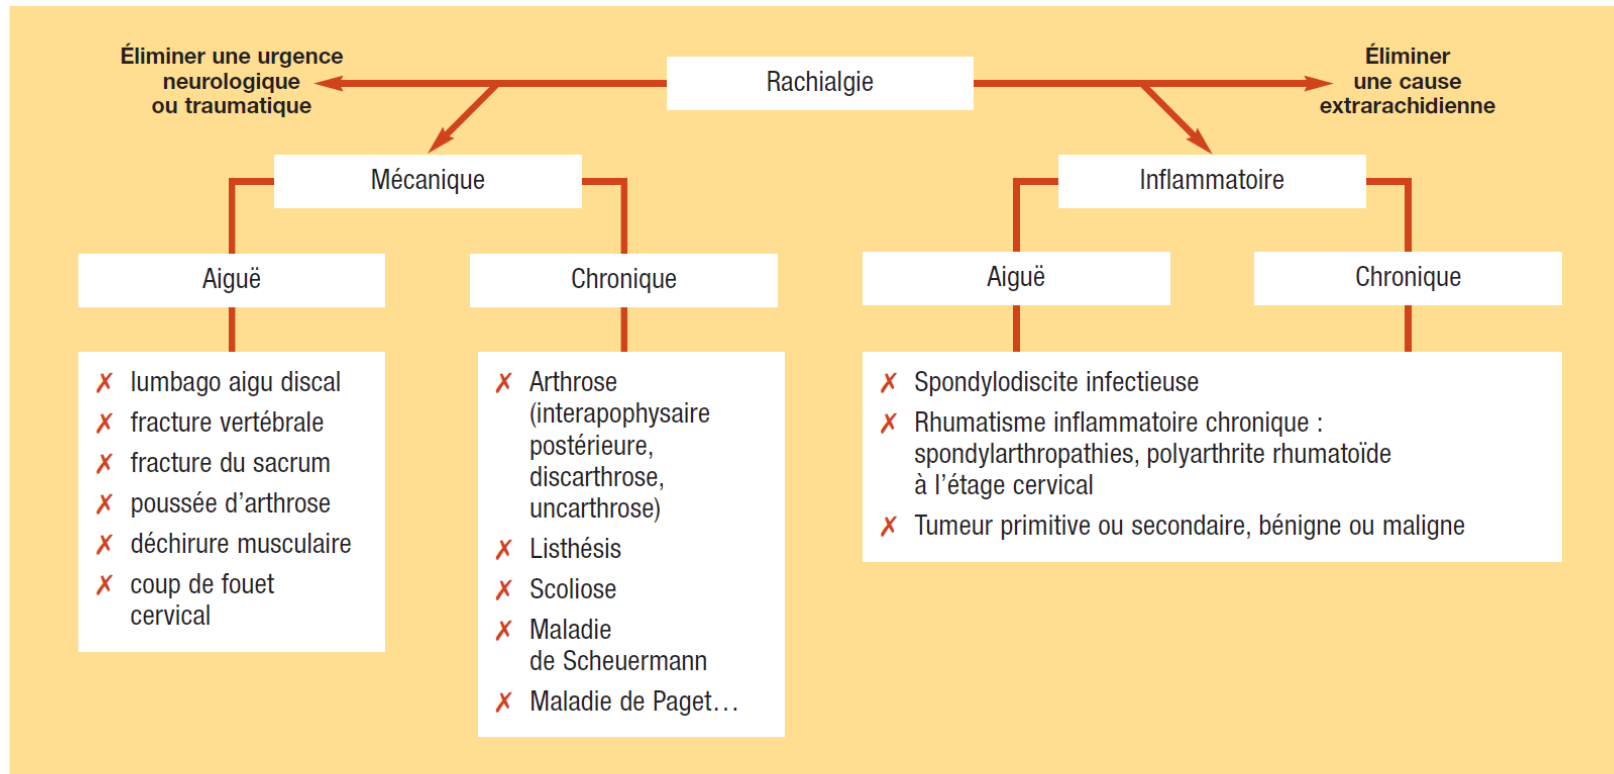 Éliminer une urgence
neurologique
ou traumatique
Rachialgie
Éliminer
une cause
extrarachidienne
Mécanique
Inflammatoire
Aiguë
Chronique
Aiguë
Chronique
✗ lumbago aigu discal
✗ fracture vertébrale
✗ fracture du sacrum
✗ poussée d’arthrose
✗ déchirure musculaire
✗ coup de fouet
cervical
✗ Arthrose
(interapophysaire
postérieure,
discarthrose,
uncarthrose)
✗ Listhésis
✗ Scoliose
✗ Maladie
de Scheuermann
✗ Maladie de Paget…
✗ Spondylodiscite infectieuse
✗ Rhumatisme inflammatoire chronique :
spondylarthropathies, polyarthrite rhumatoïde
à l’étage cervical
✗ Tumeur primitive ou secondaire, bénigne ou maligne